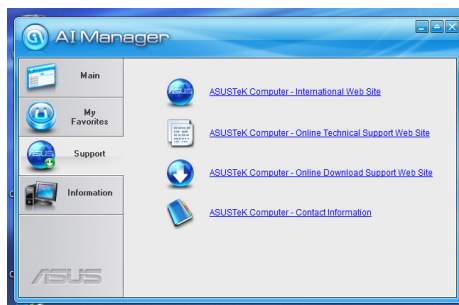 AI Manager
Main
My
Favorites
Support
Information
ASUSTeK Computer - International Web Site
ASUSTeK Computer - Online Technical Support Web Site
ASUSTeK Computer - Online Download Support Web Site
ASUSTeK Computer - Contact Information
ASUS